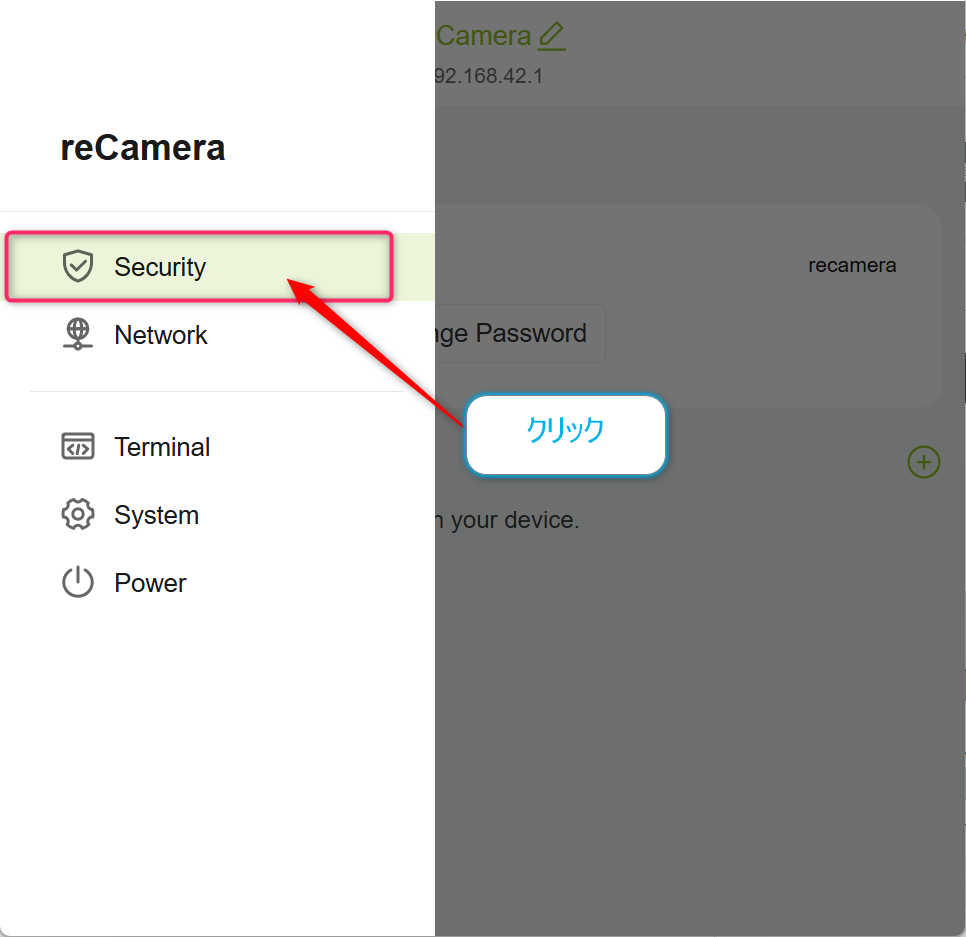 Camera
92.168.42.1
reCamera
Security
recamera
Network
nge Password
クリック
Terminal
System
n your device.
Power